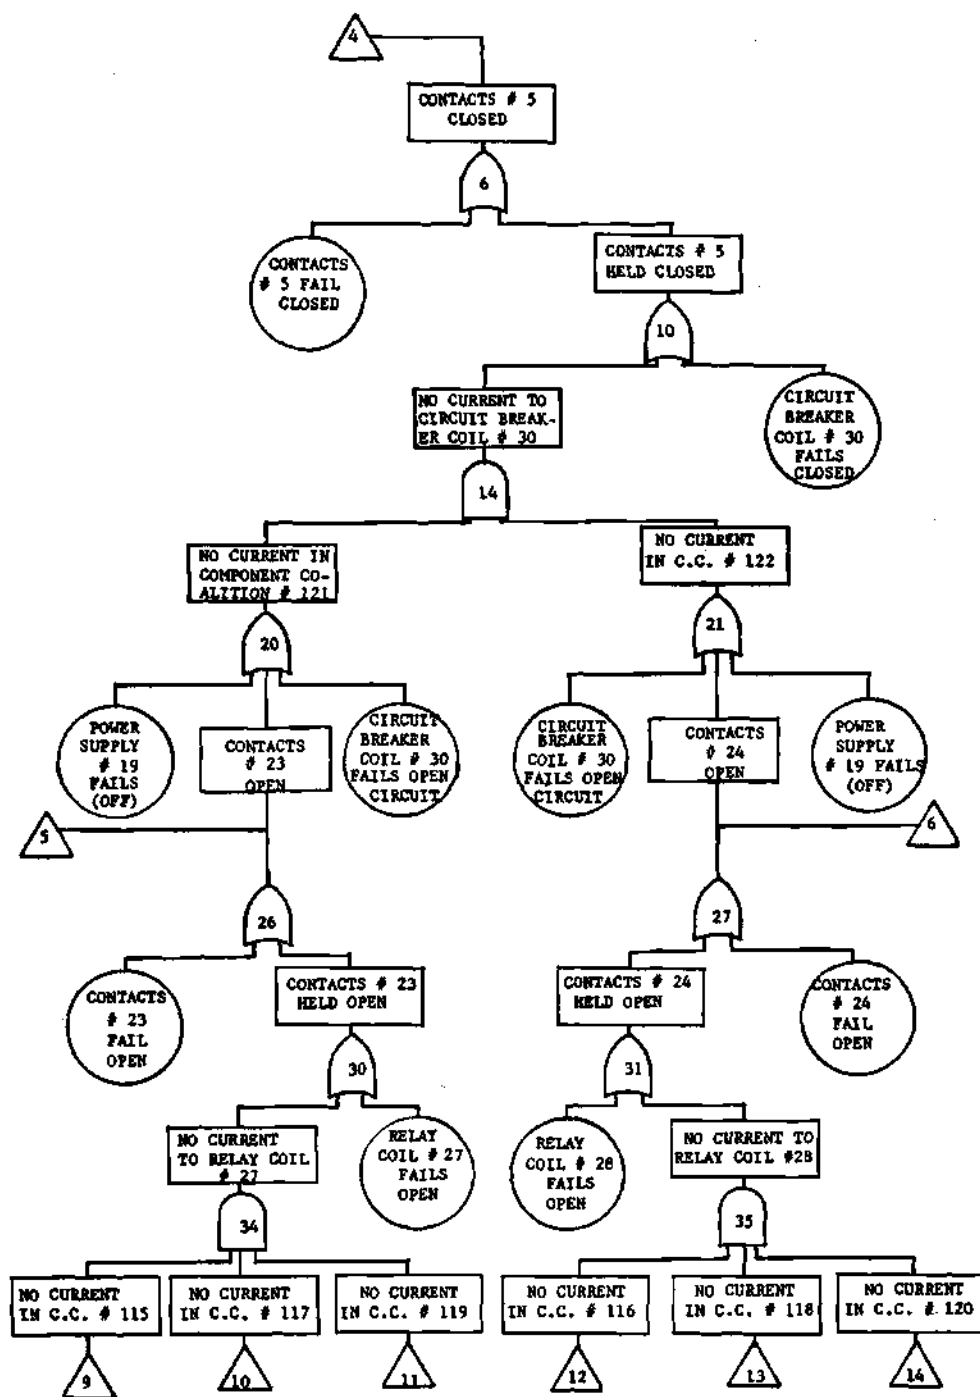 4
CONTACTS # 5
CLOSED
6
CONTACTS
# 5 FAIL
CLOSED
CONTACTS # 5
HELD CLOSED
10
NO CURRENT TO
CIRCUIT BREAK-
ER COIL # 30
CIRCUIT
BREAKER
COIL # 30
FAILS
CLOSED
14
NO CURRENT IN
COMPONENT CO-
ALITION # 121
NO CURRENT
IN C.C. # 122
20
21
POWER
SUPPLY
# 19
FAILS
(OFF)
CONTACTS
# 23
OPEN
CIRCUIT
BREAKER
COIL # 30
FAILS OPEN
CIRCUIT
CIRCUIT
BREAKER
COIL # 30
FAILS OPEN
CIRCUIT
CONTACTS
# 24
OPEN
POWER
SUPPLY
# 19 FAILS
(OFF)
5
6
26
27
CONTACTS
# 23
FAIL
OPEN
CONTACTS # 23
HELD OPEN
CONTACTS # 24
HELD OPEN
CONTACTS
# 24
FAIL
OPEN
30
31
NO CURRENT
TO RELAY COIL
# 27
RELAY
COIL # 27
FAILS
OPEN
RELAY
COIL # 28
FAILS
OPEN
NO CURRENT TO
RELAY COIL #28
34
35
NO CURRENT
IN C.C. # 115
NO CURRENT
IN C.C. # 117
NO CURRENT
IN C.C. # 119
NO CURRENT
IN C.C. # 116
NO CURRENT
IN C.C. # 118
NO CURRENT
IN C.C. # 120
9
10
11
12
13
14